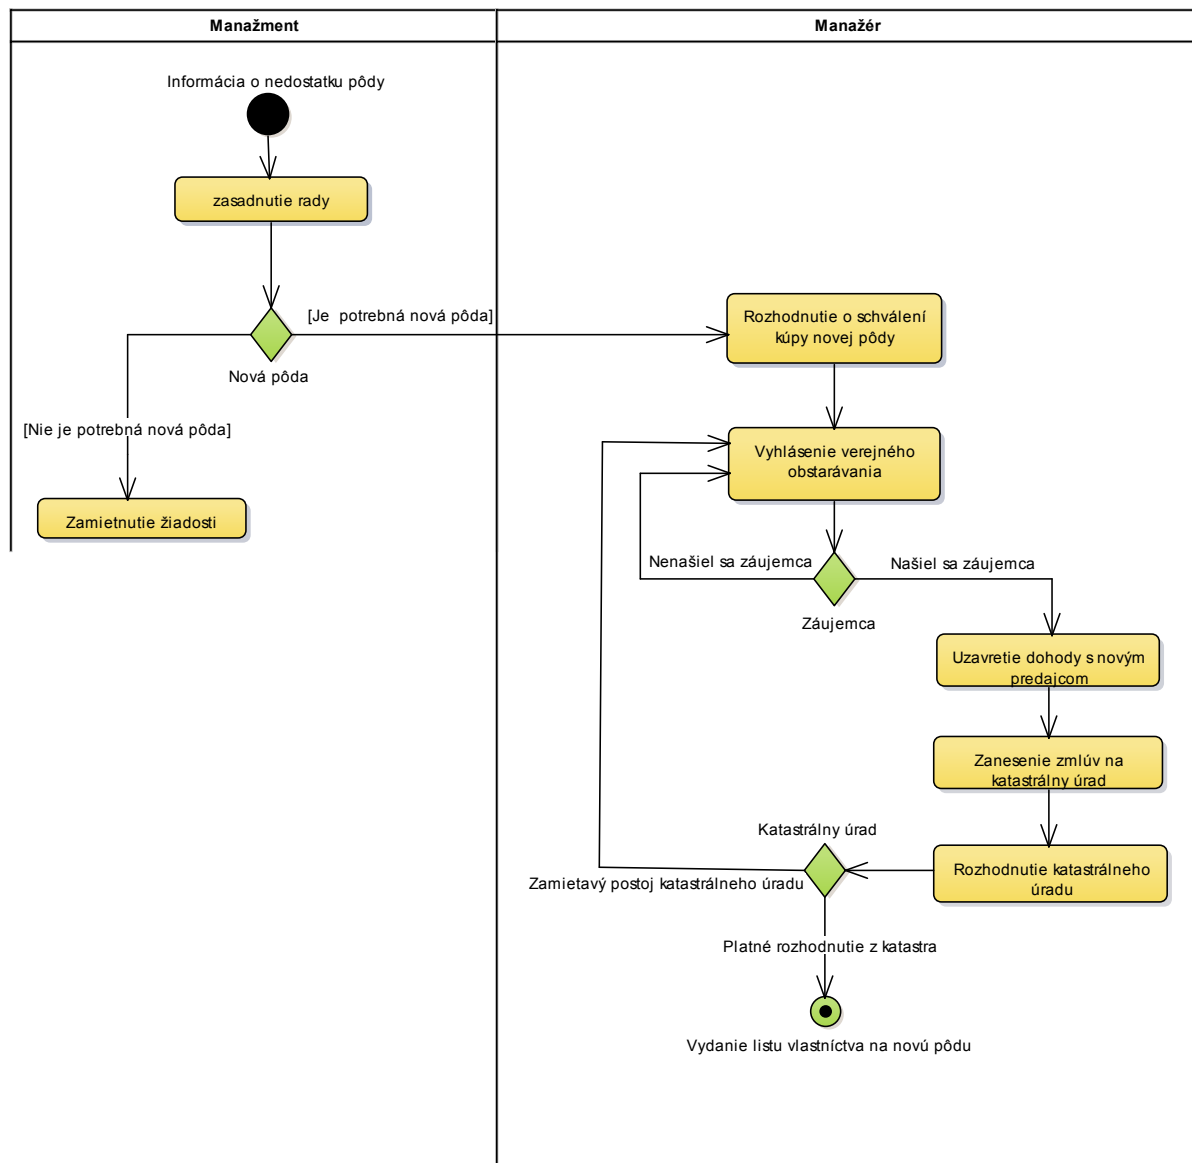 Manažment
Manažér
Informácia o nedostatku pôdy
zasadnutie rady
[Je  potrebná nová pôda]
Nová pôda
[Nie je potrebná nová pôda]
Zamietnutie žiadosti
Rozhodnutie o schválení
kúpy novej pôdy
Vyhlásenie verejného
obstarávania
Nenašiel sa záujemca
Našiel sa záujemca
Záujemca
Uzavretie dohody s novým
predajcom
Zanesenie zmlúv na
katastrálny úrad
Katastrálny úrad
Rozhodnutie katastrálneho
úradu
Zamietavý postoj katastrálneho úradu
Platné rozhodnutie z katastra
Vydanie listu vlastníctva na novú pôdu